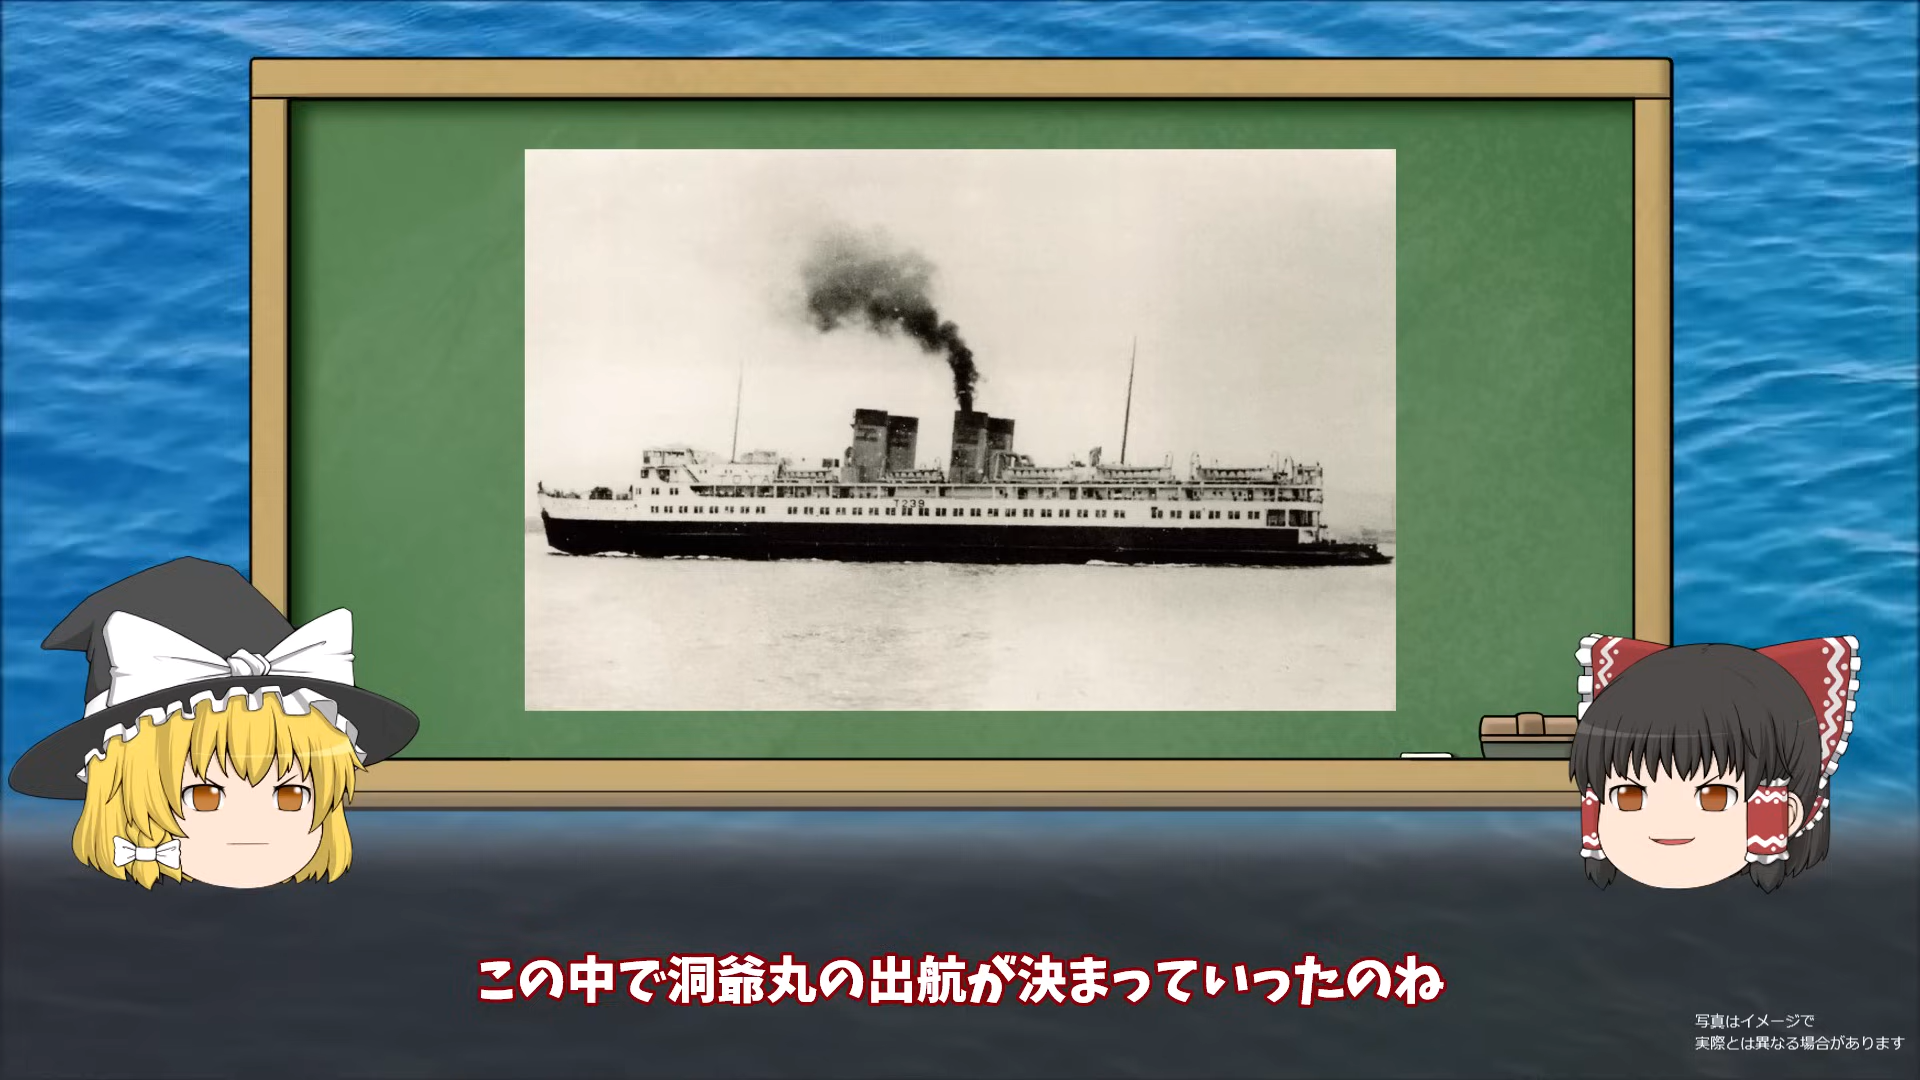 TOYA
T239
この中で洞爺丸の出航が決まっていったのね
写真はイメージで
実際とは異なる場合があります